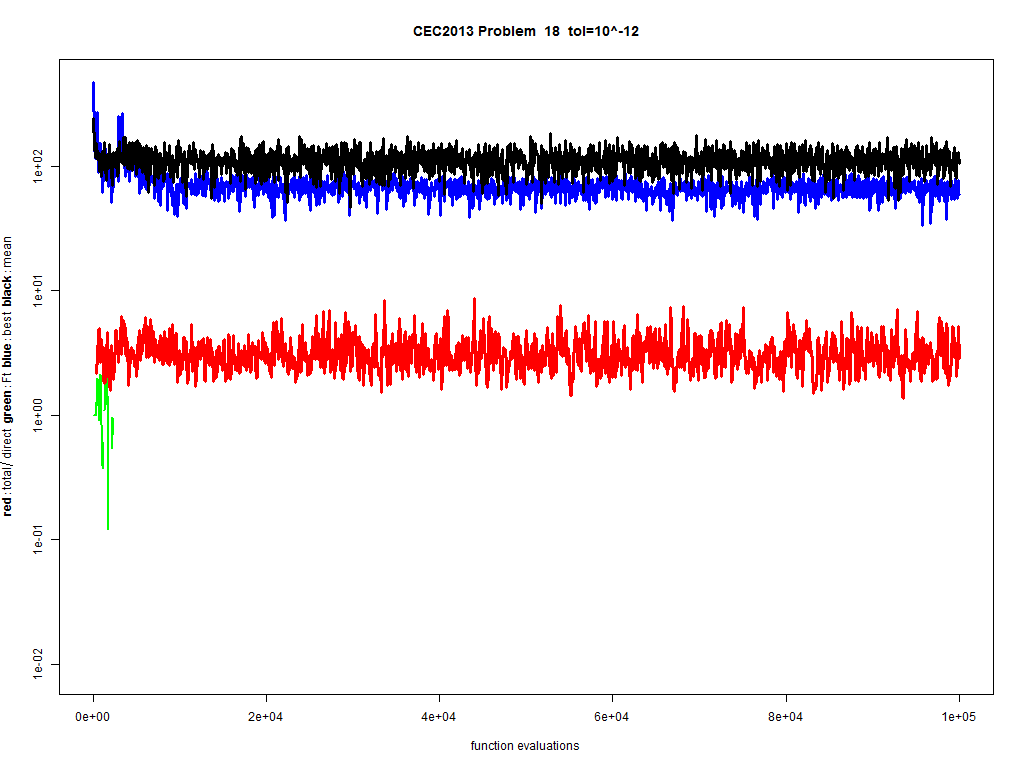 CEC2013 Problem 18 tol=10^-12
red : total/ direct green : Ft blue : best black : mean
1e+02
1e+01
1e+00
1e-01
1e-02
0e+00 2e+04 4e+04 6e+04 8e+04 1e+05
function evaluations